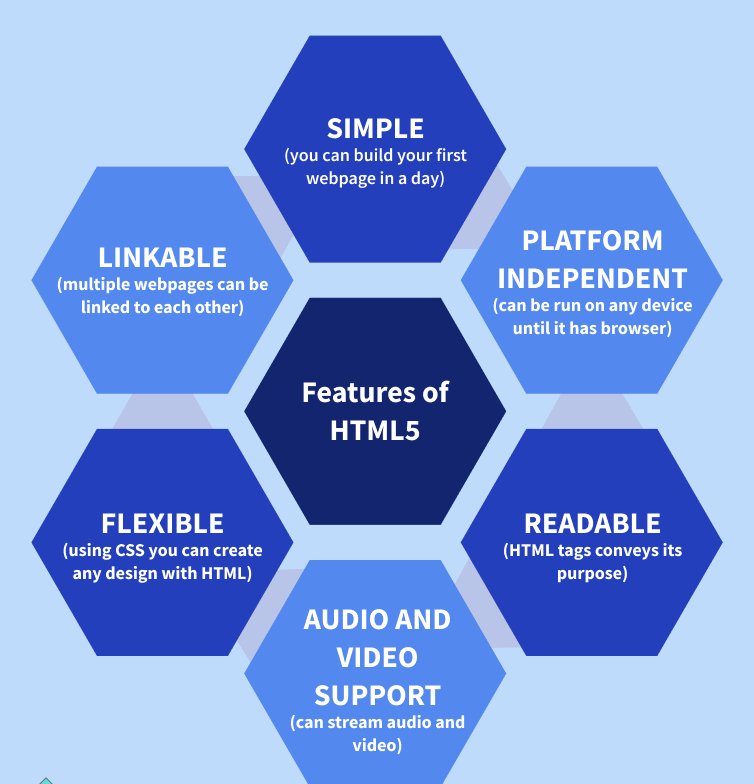 SIMPLE
(you can build your first
webpage in a day)
PLATFORM
INDEPENDENT
(can be run on any device
until it has browser)
LINKABLE
(multiple webpages can be
linked to each other)
Features of
HTML5
FLEXIBLE
(using CSS you can create
any design with HTML)
READABLE
(HTML tags conveys its
purpose)
AUDIO AND
VIDEO
SUPPORT
(can stream audio and
video)